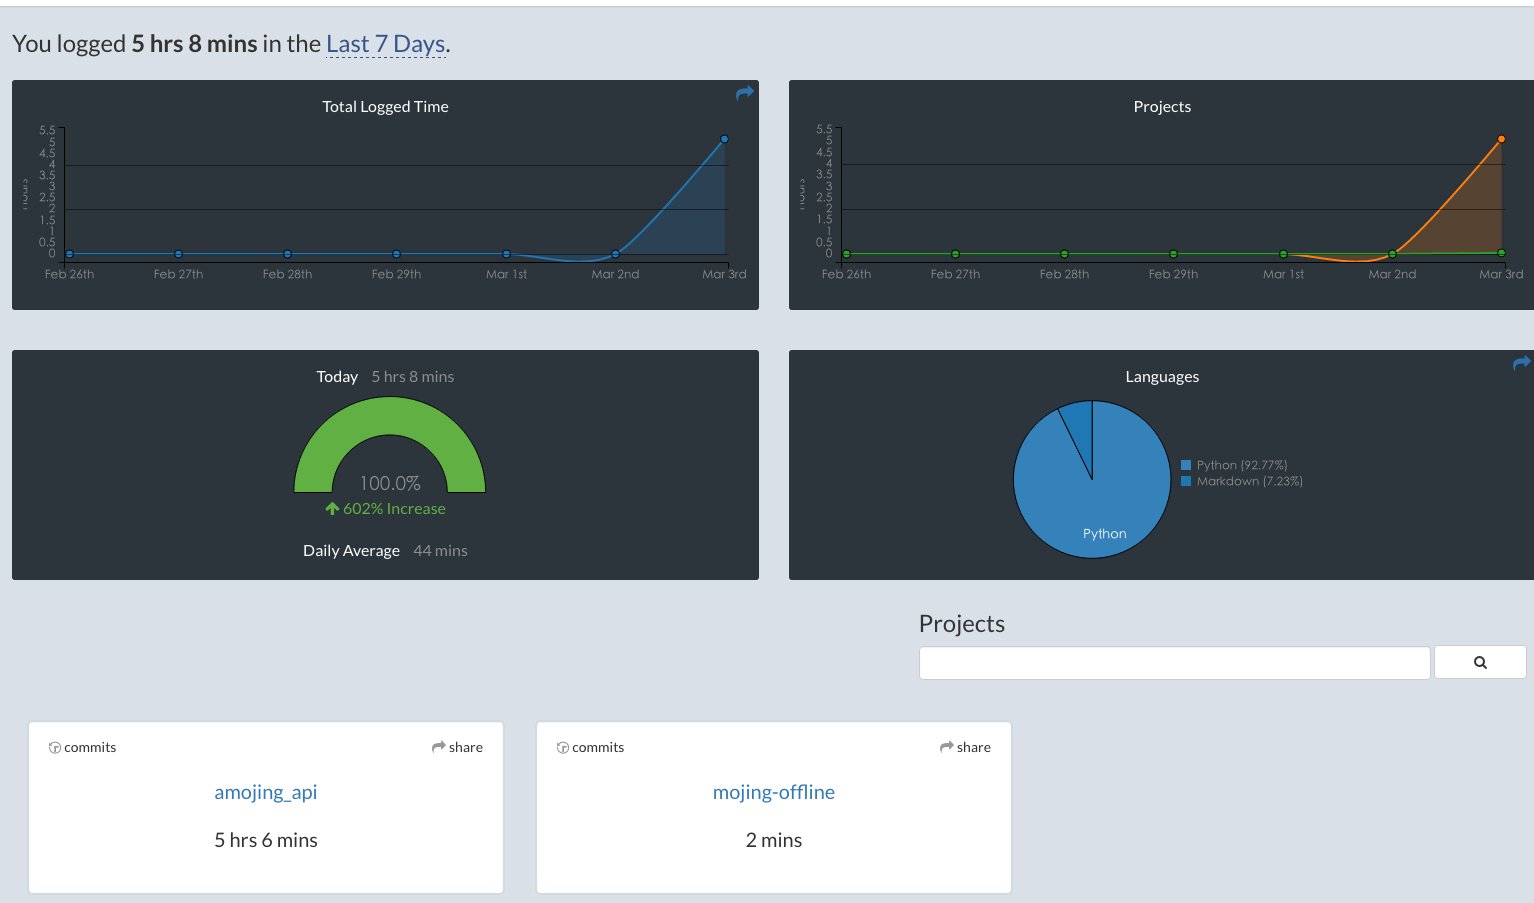 You logged 5 hrs 8 mins in the Last 7 Days.
Total Logged Time
5.5
5
4.5
4
3.5
3
2.5
2
1.5
1
0.5
0
Feb 26th Feb 27th Feb 28th Feb 29th Mar 1st Mar 2nd Mar 3rd
Projects
5.5
5
4.5
4
3.5
3
2.5
2
1.5
1
0.5
0
Feb 26th Feb 27th Feb 28th Feb 29th Mar 1st Mar 2nd Mar 3rd
Today 5 hrs 8 mins
100.0%
602% Increase
Daily Average 44 mins
Languages
Python (92.77%)
Markdown (7.23%)
Python
Projects
commits share
amojing_api
5 hrs 6 mins
commits share
mojing-offline
2 mins